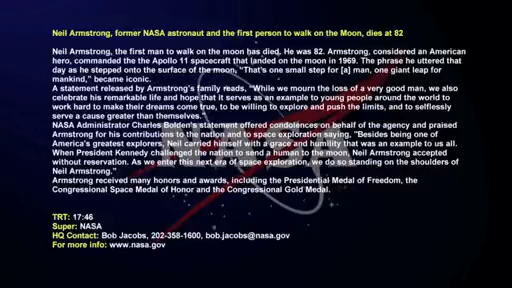 Neil Armstrong, former NASA astronaut and the first person to walk on the Moon, dies at 82
Neil Armstrong, the first man to walk on the moon has died. He was 82. Armstrong, considered an American
hero, commanded the the Apollo 11 spacecraft that landed on the moon in 1969. The phrase he uttered that
day as he stepped onto the surface of the moon, "That's one small step for [a] man, one giant leap for
mankind," became iconic.
A statement released by Armstrong's family reads, "While we mourn the loss of a very good man, we also
celebrate his remarkable life and hope that it serves as an example to young people around the world to
work hard to make their dreams come true, to be willing to explore and push the limits, and to selflessly
serve a cause greater than themselves."
NASA Administrator Charles Bolden's statement offered condolences on behalf of the agency and praised
Armstrong for his contributions to the nation and to space exploration saying, "Besides being one of
America's greatest explorers, Neil carried himself with a grace and humility that was an example to us all.
When President Kennedy challenged the nation to send a human to the moon, Neil Armstrong accepted
without reservation. As we enter this next era of space exploration, we do so standing on the shoulders of
Neil Armstrong."
Armstrong received many honors and awards, including the Presidential Medal of Freedom, the
Congressional Space Medal of Honor and the Congressional Gold Medal.
TRT: 17:46
Super: NASA
HQ Contact: Bob Jacobs, 202-358-1600, bob.jacobs@nasa.gov
For more info: www.nasa.gov